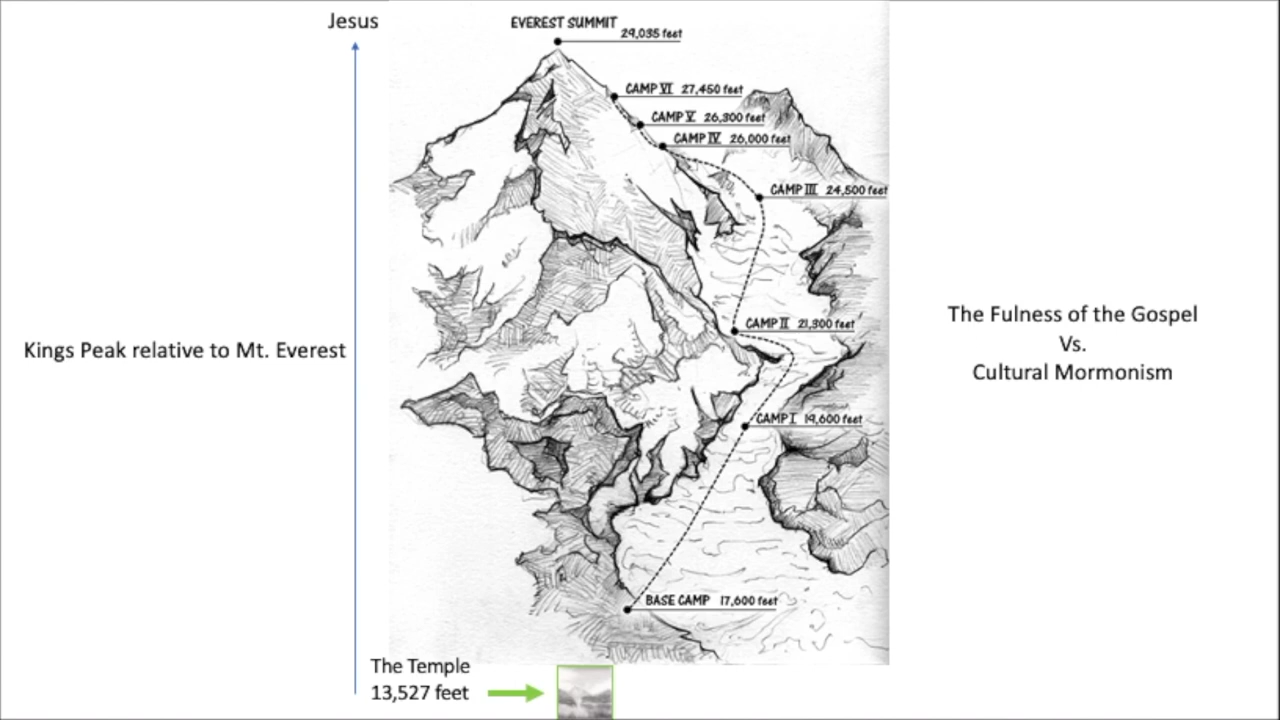 Jesus
EVEREST SUMMIT
29,035 feet
CAMP VI 27,450 feet
CAMP V 26,300 feet
CAMP IV 26,000 feet
CAMP III 24,500 feet
CAMP II 21,300 feet
CAMP I 19,600 feet
BASE CAMP 17,600 feet
Kings Peak relative to Mt. Everest
The Fulness of the Gospel
Vs.
Cultural Mormonism
The Temple
13,527 feet